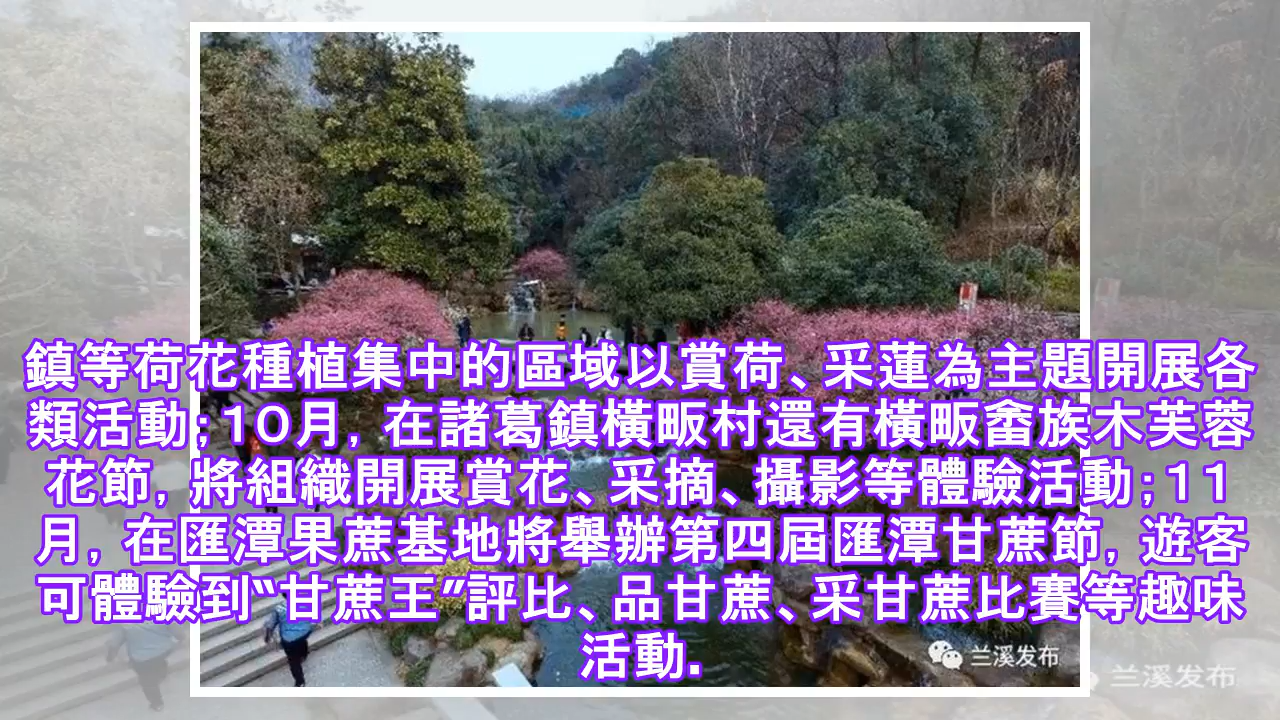 鎮等荷花種植集中的區域以賞荷、采蓮為主題開展各
類活動;10月,在諸葛鎮橫畈村還有橫畈畲族木芙蓉
花節,將組織開展賞花、采摘、攝影等體驗活動;11
月,在匯潭果蔗基地將舉辦第四屆匯潭甘蔗節,遊客
可體驗到“甘蔗王”評比、品甘蔗、采甘蔗比賽等趣味
活動.
兰溪发布
兰溪发布